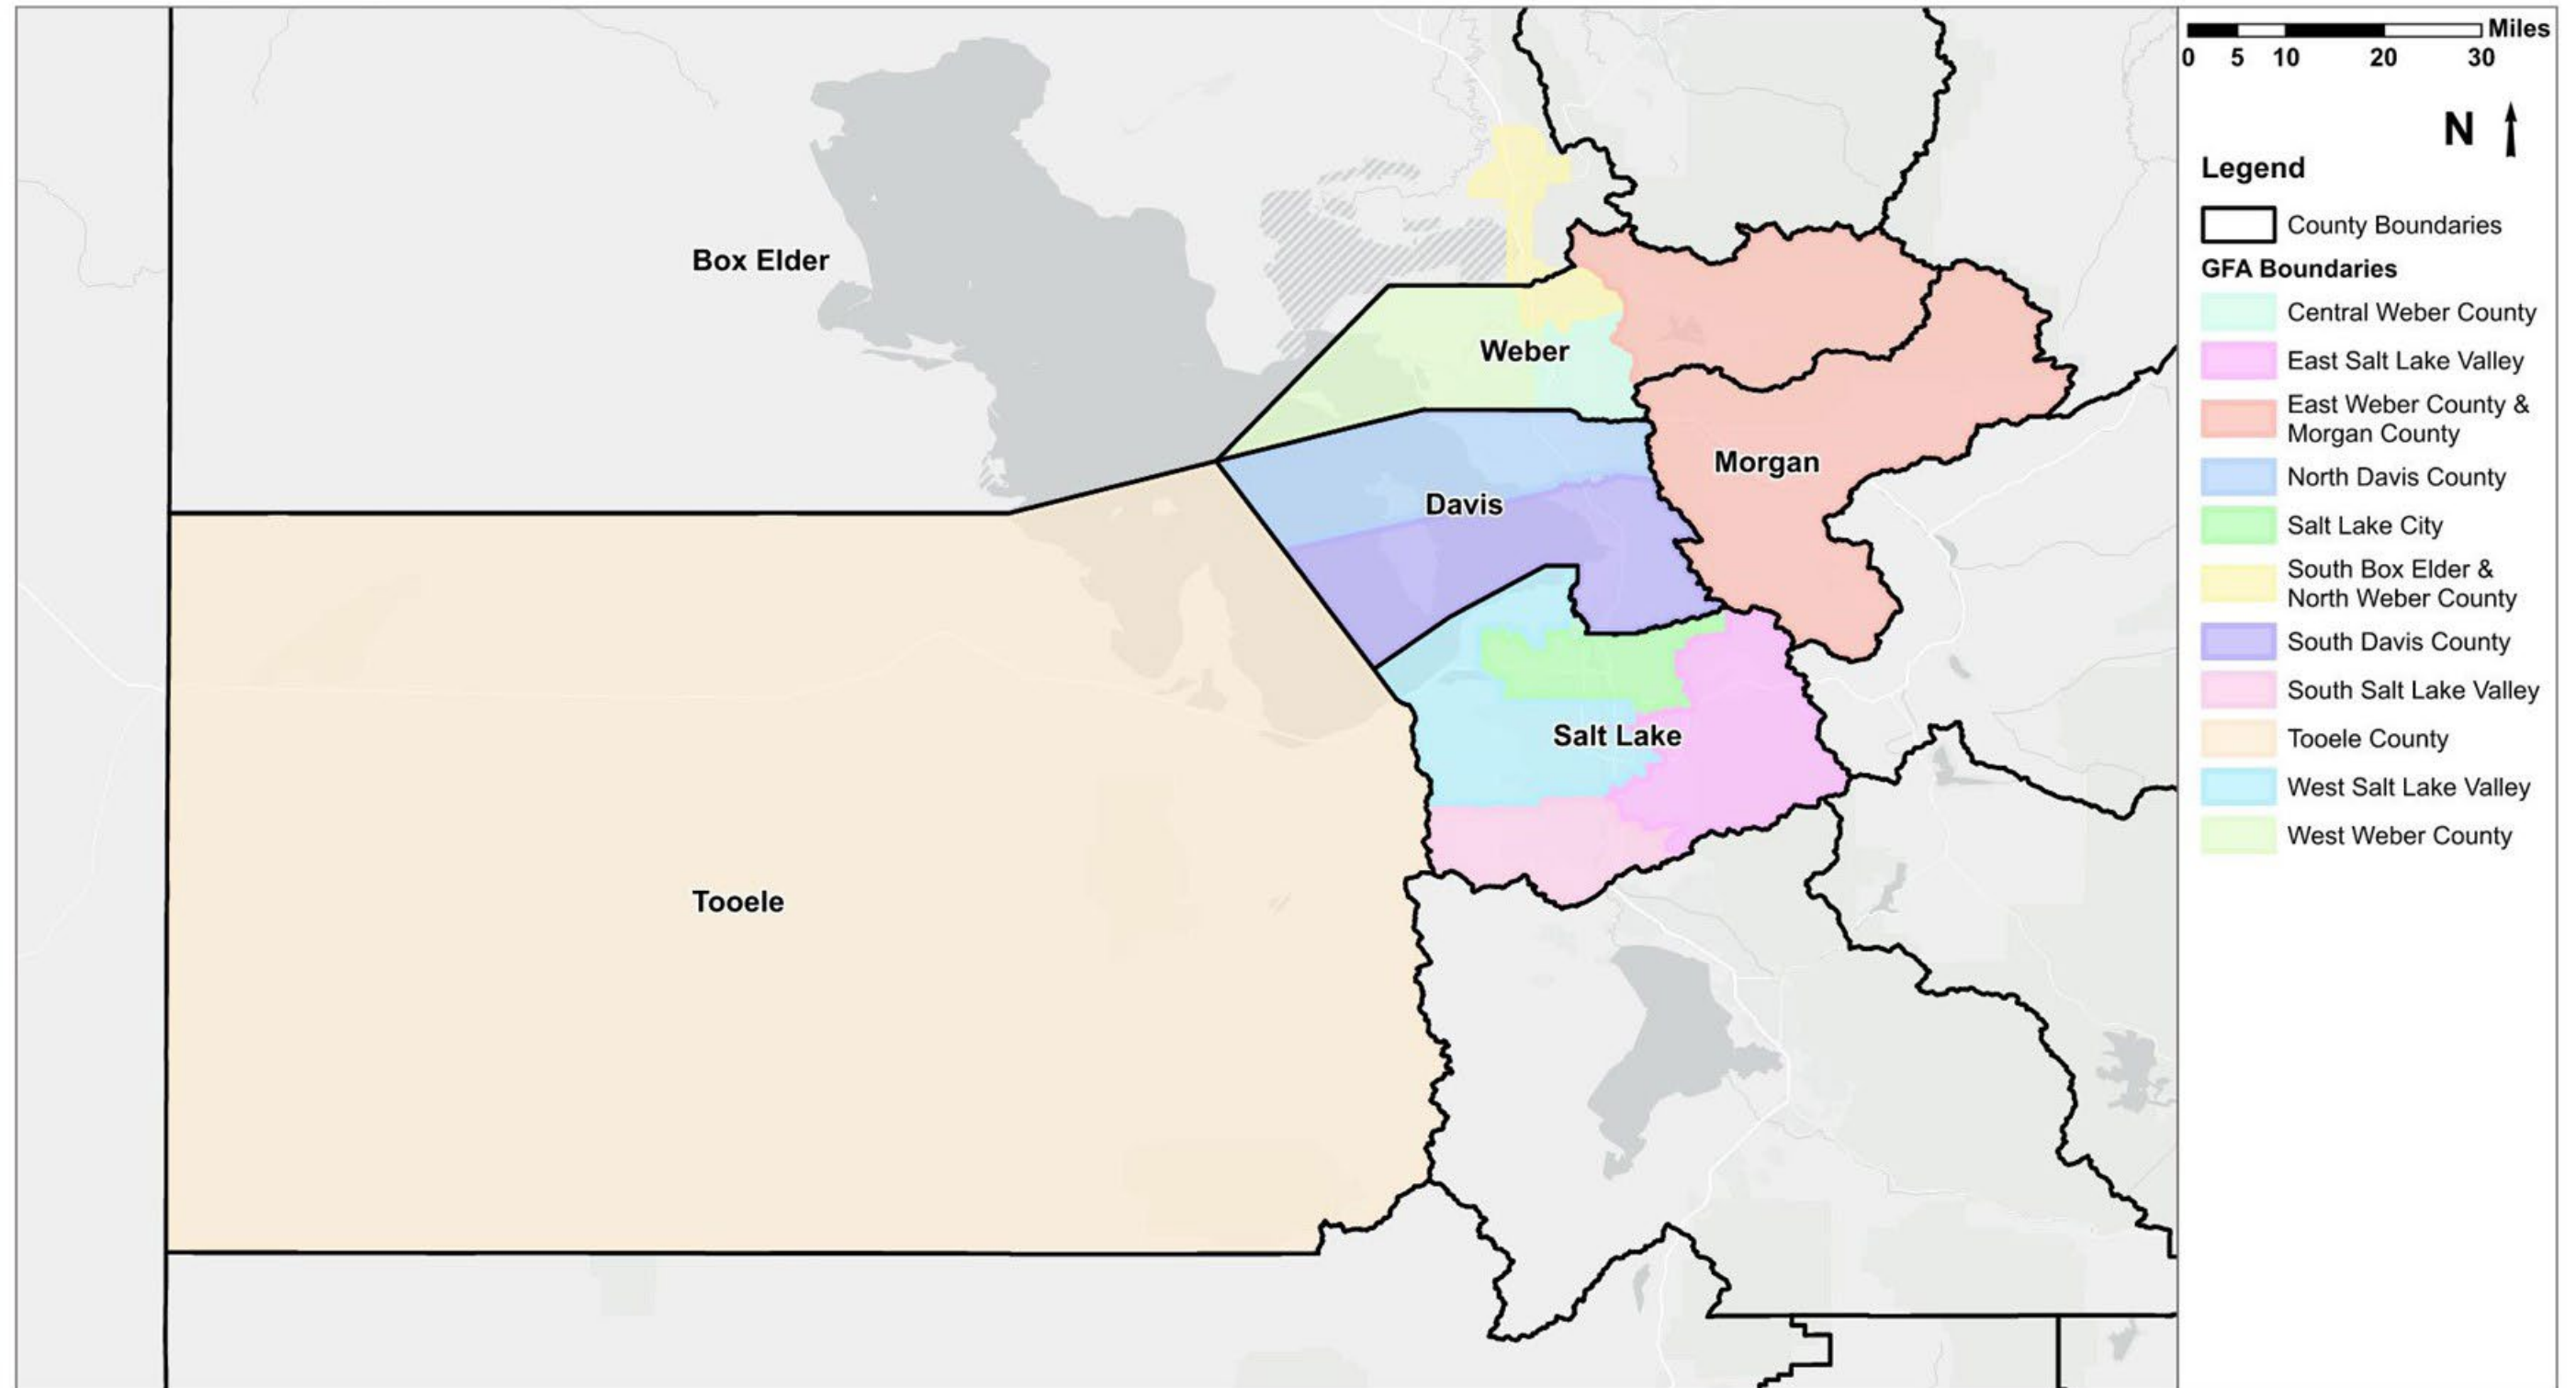 Miles
0 5 10 20 30
N
Legend
County Boundaries
GFA Boundaries
Central Weber County
East Salt Lake Valley
East Weber County &
Morgan County
North Davis County
Salt Lake City
South Box Elder &
North Weber County
South Davis County
South Salt Lake Valley
Tooele County
West Salt Lake Valley
West Weber County
Box Elder
Weber
Morgan
Davis
Salt Lake
Tooele